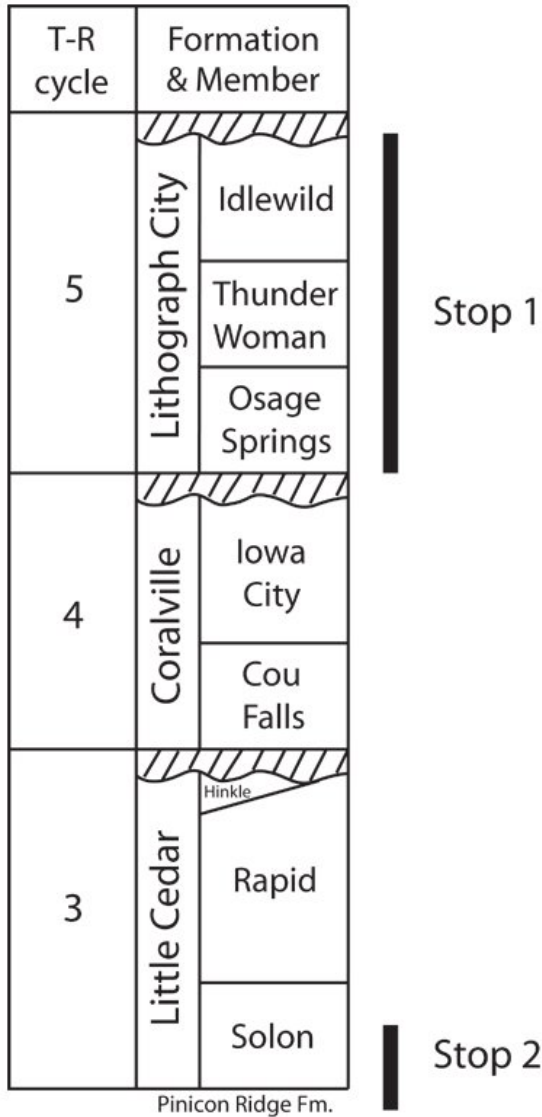 T-R
cycle
Formation
& Member
5
Lithograph City
Idlewild
Thunder
Woman
Osage
Springs
Stop 1
4
Coralville
Iowa
City
Cou
Falls
3
Little Cedar
Hinkle
Rapid
Solon
Stop 2
Pinicon Ridge Fm.